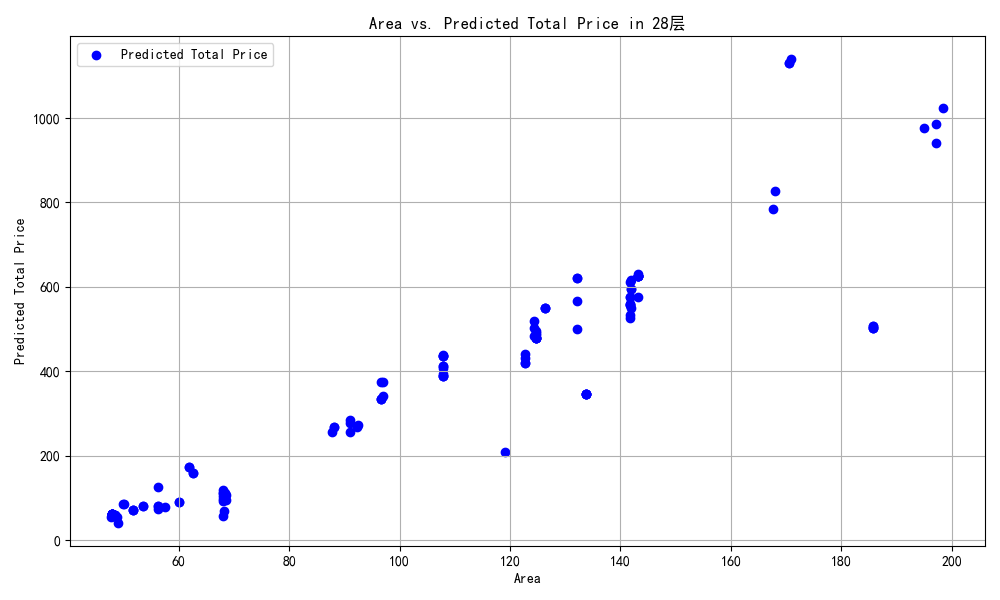 Area vs. Predicted Total Price in 28层
Predicted Total Price
Predicted Total Price
1000
800
600
400
200
0
60 80 100 120 140 160 180 200
Area